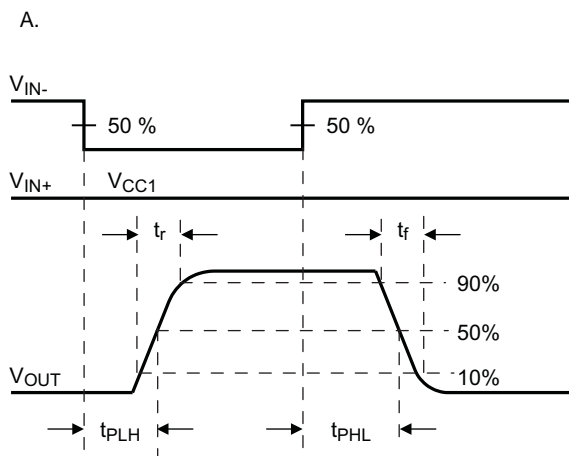 A.
VIN-
50 %
50 %
VIN+
VCC1
tr
tf
90%
50%
VOUT
10%
tPLH
tPHL